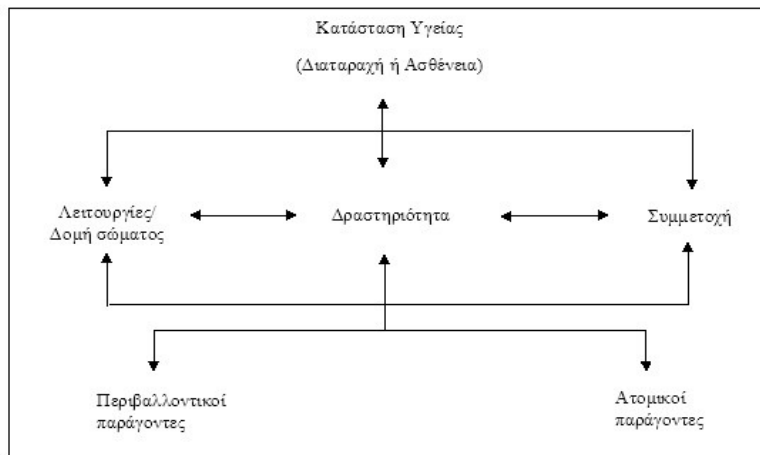 Κατάσταση Υγείας
(Διαταραχή ή Ασθένεια)
Λειτουργίες/
Δομή σώματος
Δραστηριότητα
Συμμετοχή
Περιβαλλοντικοί
παράγοντες
Ατομικοί
παράγοντες